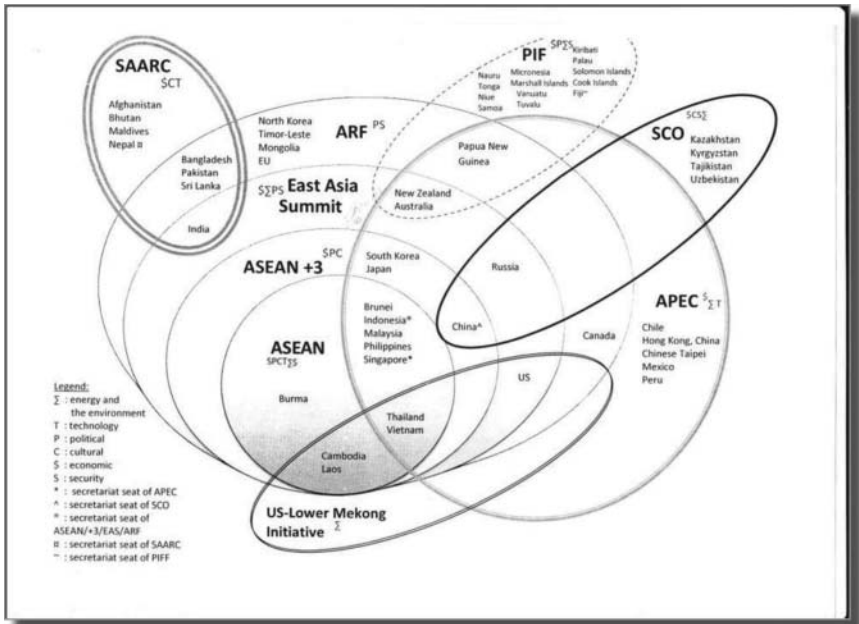 SAARC
$CT
Afghanistan
Bhutan
Maldives
Nepal ¤
Bangladesh
Pakistan
Sri Lanka
India
North Korea
Timor-Leste
Mongolia
EU
ARF PS
$∑PS East Asia
Summit
ASEAN +3 $PC
South Korea
Japan
ASEAN
$PCT∑S
Burma
Brunei
Indonesia*
Malaysia
Philippines
Singapore*
Thailand
Vietnam
Cambodia
Laos
PIF $P∑S
Nauru
Tonga
Niue
Samoa
Micronesia
Marshall Islands
Vanuatu
Tuvalu
Kiribati
Palau
Solomon Islands
Cook Islands
Fiji~
Papua New
Guinea
New Zealand
Australia
SCO $CS∑
Kazakhstan
Kyrgyzstan
Tajikistan
Uzbekistan
Russia
China^
APEC $∑T
Chile
Hong Kong, China
Chinese Taipei
Mexico
Peru
Canada
US
US-Lower Mekong
Initiative ∑
Legend:
∑ : energy and
the environment
T : technology
P : political
C : cultural
$ : economic
S : security
* : secretariat seat of APEC
^ : secretariat seat of SCO
: secretariat seat of
ASEAN/+3/EAS/ARF
¤ : secretariat seat of SAARC
~ : secretariat seat of PIFF